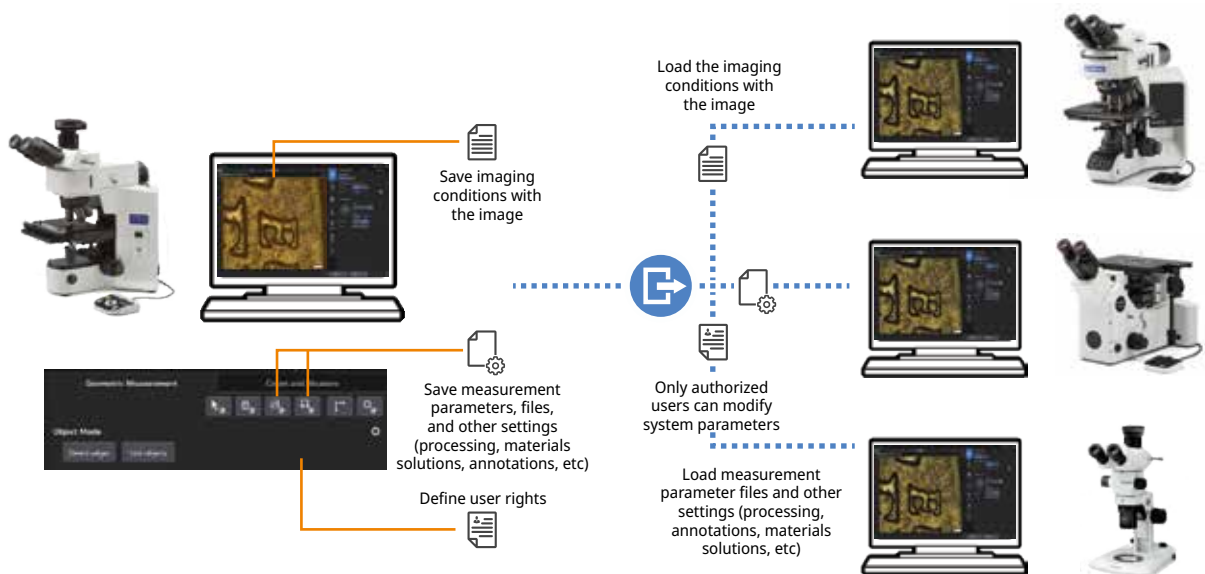 Load the imaging
conditions with
the image
Save imaging
conditions with
the image
Geometric Measurement
Object Mode
Save measurement
parameters, files,
and other settings
(processing, materials
solutions, annotations, etc)
Define user rights
Only authorized
users can modify
system parameters
Load measurement
parameter files and other
settings (processing,
annotations, materials
solutions, etc)